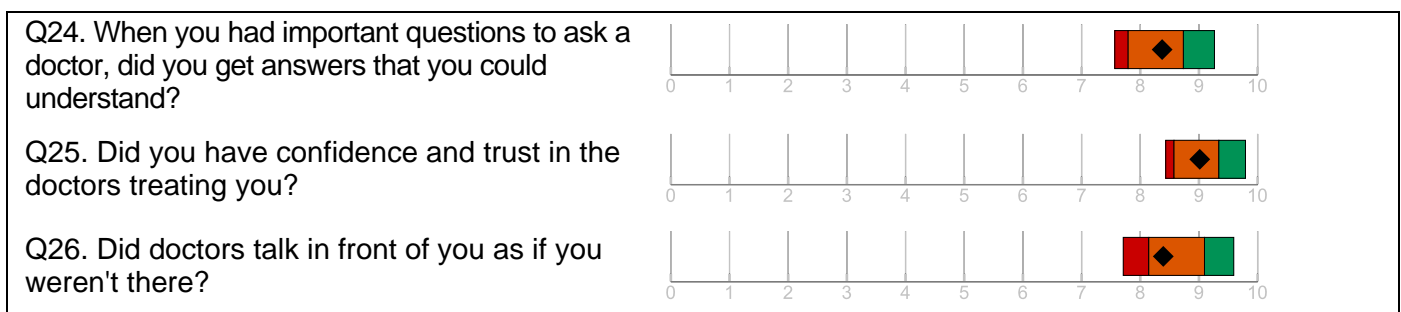 Q24. When you had important questions to ask a
doctor, did you get answers that you could
understand?
0 1 2 3 4 5 6 7 8 9 10
Q25. Did you have confidence and trust in the
doctors treating you?
0 1 2 3 4 5 6 7 8 9 10
Q26. Did doctors talk in front of you as if you
weren't there?
0 1 2 3 4 5 6 7 8 9 10